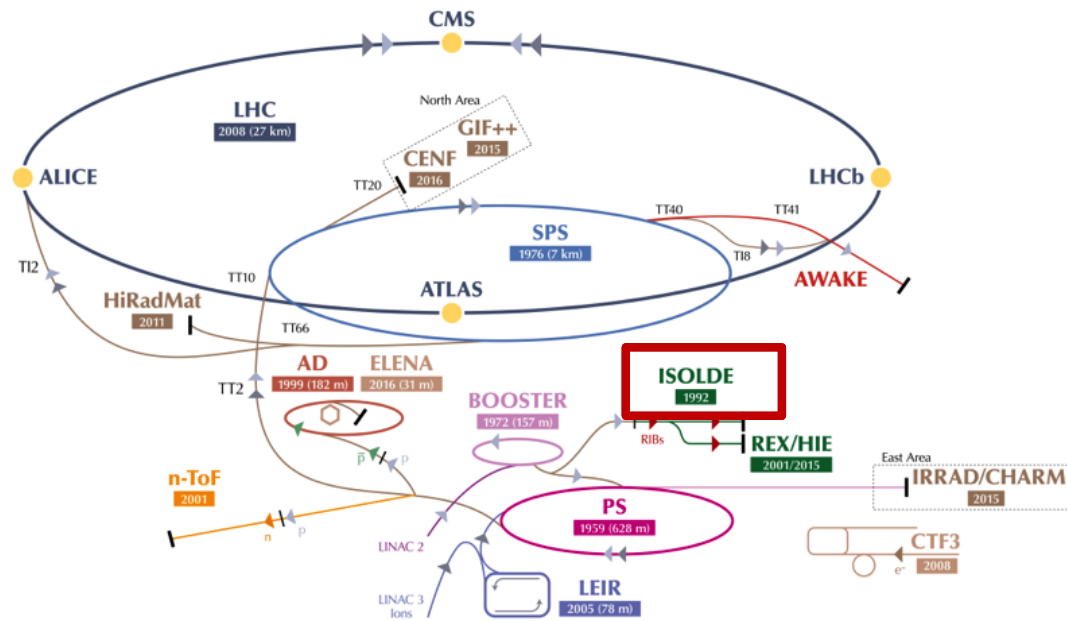 CMS
LHC
2008 (27 km)
North Area
GIF++
2015
CENF
2016
TT20
ALICE
LHCb
TT40
TT41
SPS
1976 (7 km)
TI8
TI2
TT10
AWAKE
ATLAS
HiRadMat
2011
TT66
AD
1999 (182 m)
ELENA
2016 (31 m)
TT2
ISOLDE
1992
BOOSTER
1972 (157 m)
RIBs
REX/HIE
2001/2015
p̅
p
East Area
n-ToF
2001
IRRAD/CHARM
2015
n
p
PS
1959 (628 m)
LINAC 2
CTF3
2008
e-
LEIR
2005 (78 m)
LINAC 3
Ions